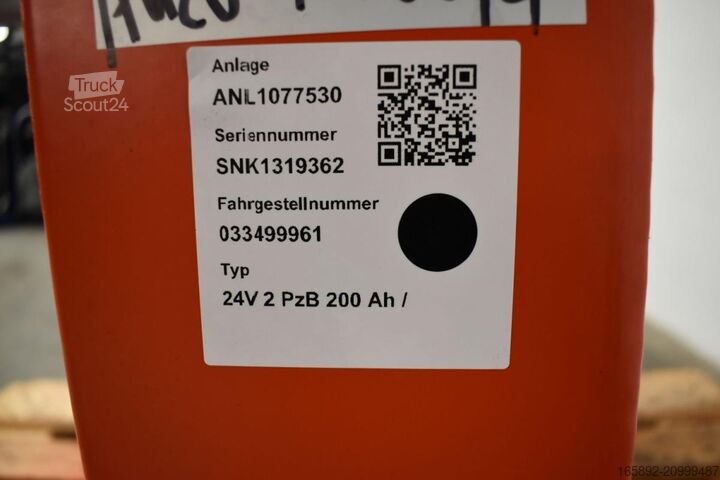 Truck
Scout24
Anlage
ANL1077530
Seriennummer
SNK1319362
Fahrgestellnummer
033499961
Typ
24V 2 PzB 200 Ah /
165892-20999487